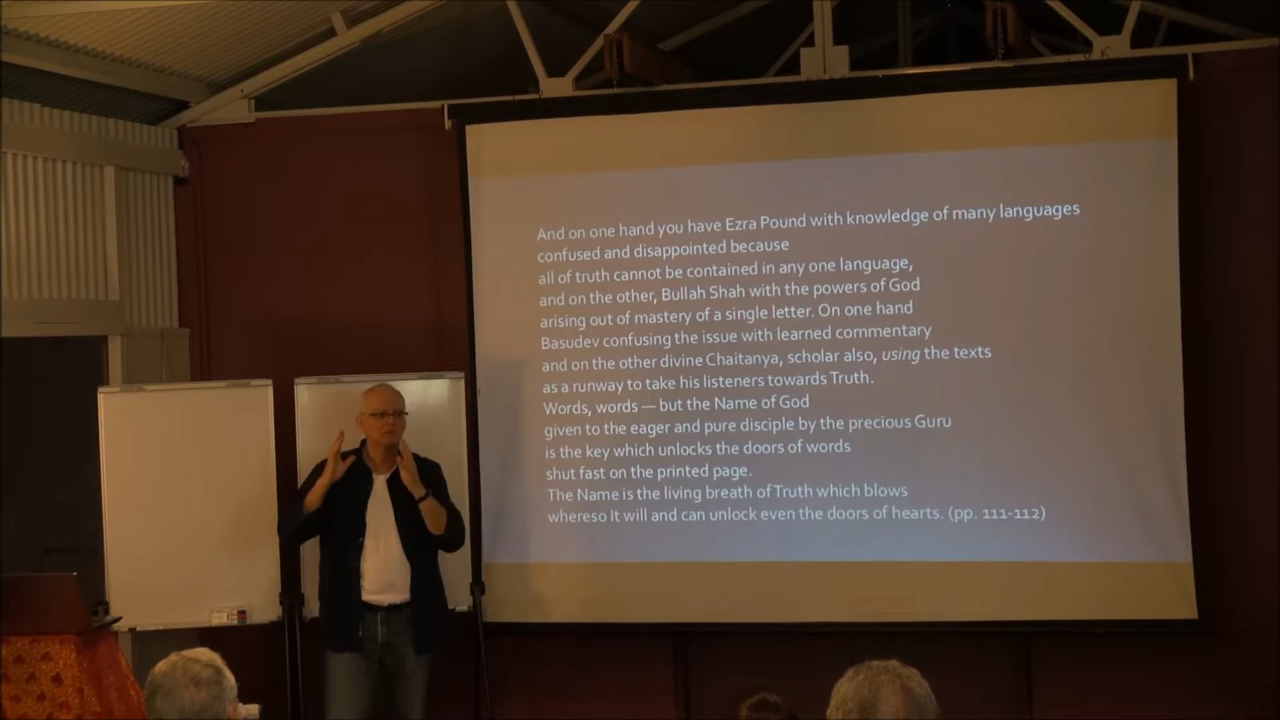 And on one hand you have Ezra Pound with knowledge of many languages
confused and disappointed because
all of truth cannot be contained in any one language,
and on the other, Bullah Shah with the powers of God
arising out of mastery of a single letter. On one hand
Basudev confusing the issue with learned commentary
and on the other divine Chaitanya, scholar also, using the texts
as a runway to take his listeners towards Truth.
Words, words — but the Name of God
given to the eager and pure disciple by the precious Guru
is the key which unlocks the doors of words
shut fast on the printed page.
The Name is the living breath of Truth which blows
whereso It will and can unlock even the doors of hearts. (pp. 111-112)